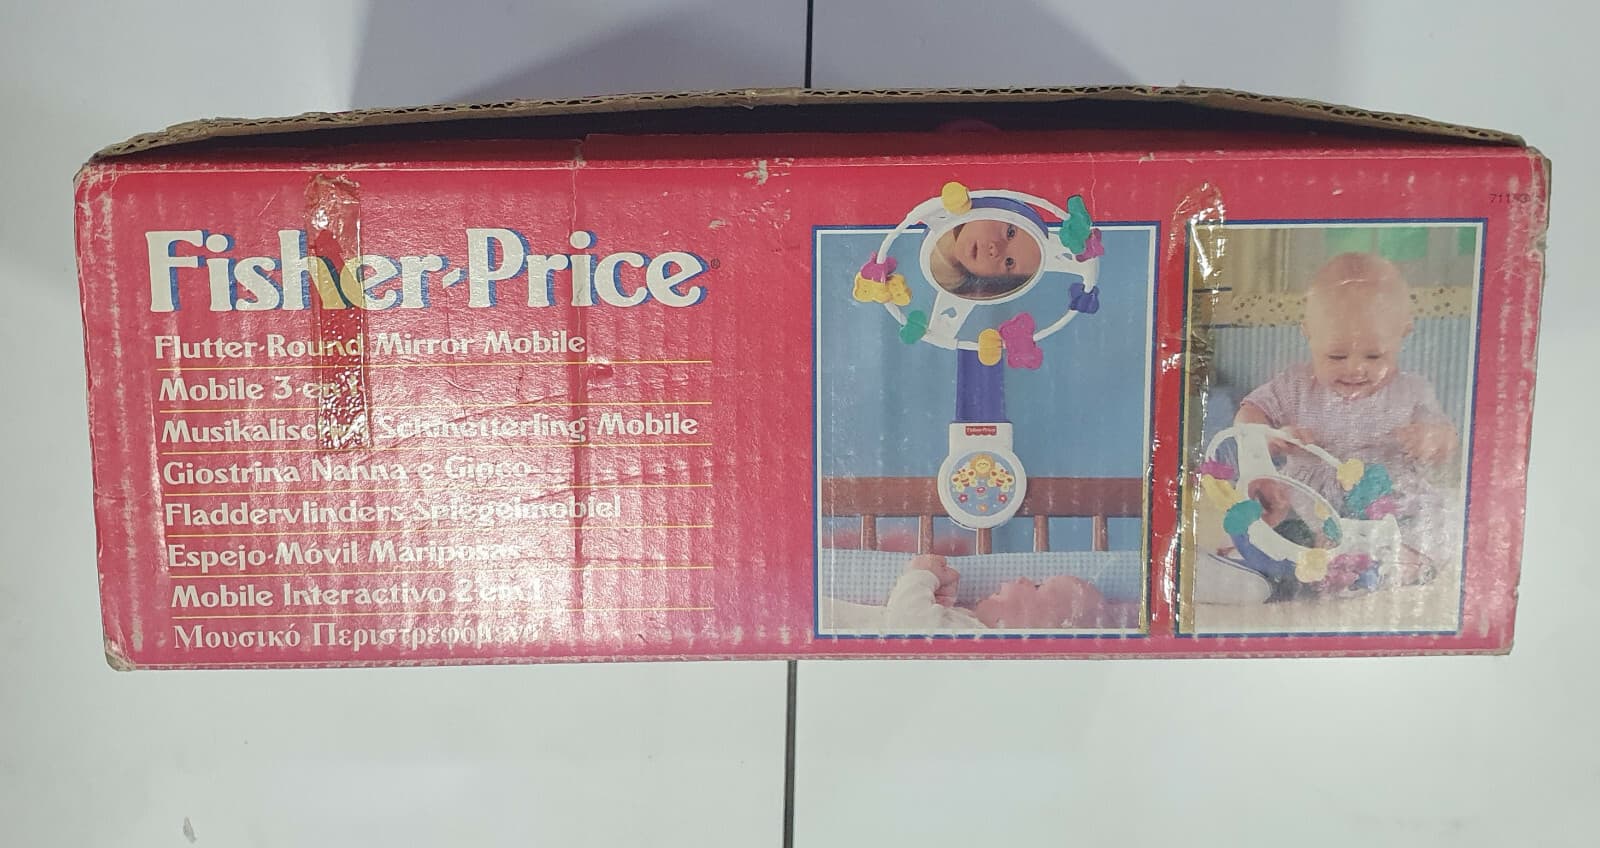 Fisher-Price®
Flutter-Round Mirror Mobile
Mobile 3-en-1
Musikalisches Schmetterling Mobile
Giostrina Nanna e Gioco
Fladdervlinders Spiegelmobiel
Espejo-Móvil Mariposas
Mobile Interactivo 2 em 1
Μουσικό Περιστρεφόμενο
Fisher-Price